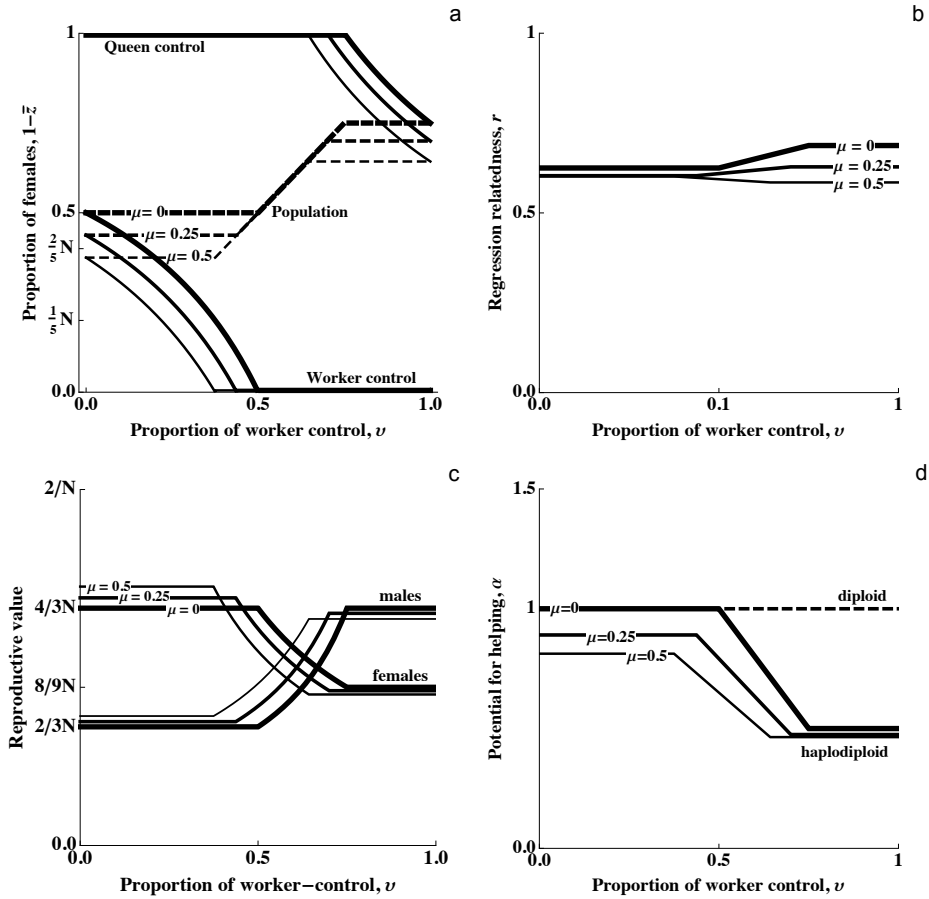 a
1
Queen control
Proportion of females, 1−z̄
0.5
μ= 0
Population
2/5 N
μ= 0.25
μ= 0.5
1/5 N
Worker control
0.0
0.0
0.5
1.0
Proportion of worker control, υ
b
1
Regression relatedness, r
μ = 0
μ = 0.25
μ = 0.5
0.5
0.0
0.0
0.1
1
Proportion of worker control, υ
c
2/N
Reproductive value
μ = 0.5
μ = 0.25
males
4/3N
μ = 0
8/9N
females
2/3N
0.0
0.0
0.5
1.0
Proportion of worker−control, υ
d
1.5
Potential for helping, α
diploid
1
μ=0
μ=0.25
μ=0.5
haplodiploid
0.0
0.0
0.5
1
Proportion of worker control, υ